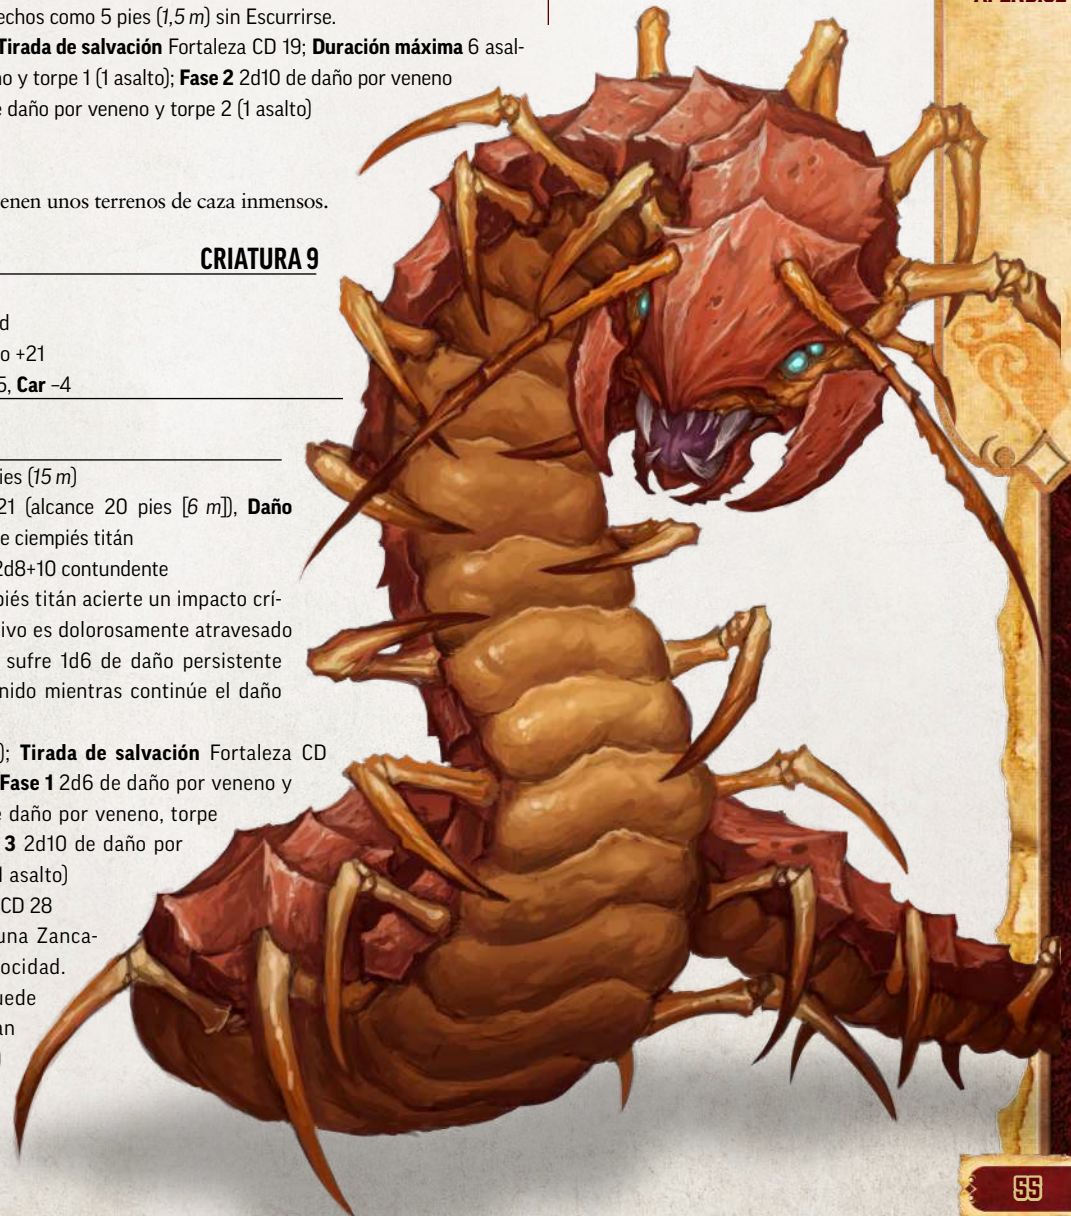 echos como 5 pies (1,5 m) sin Escurrirse.
Tirada de salvación Fortaleza CD 19; Duración máxima 6 asal-
o y torpe 1 (1 asalto); Fase 2 2d10 de daño por veneno
daño por veneno y torpe 2 (1 asalto)
ienen unos terrenos de caza inmensos.
CRIATURA 9
d
o +21
5, Car –4
ies (15 m)
21 (alcance 20 pies [6 m]), Daño
e ciempiés titán
2d8+10 contundente
piés titán acierte un impacto crí-
ivo es dolorosamente atravesado
sufre 1d6 de daño persistente
nido mientras continúe el daño
); Tirada de salvación Fortaleza CD
Fase 1 2d6 de daño por veneno y
e daño por veneno, torpe
3 2d10 de daño por
l asalto)
CD 28
una Zanca-
ocidad.
uede
an
55